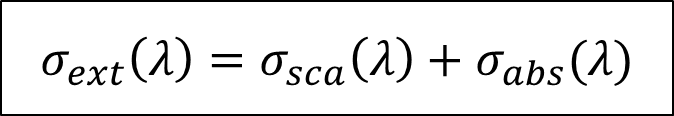 σ_ext(λ) = σ_sca(λ) + σ_abs(λ)